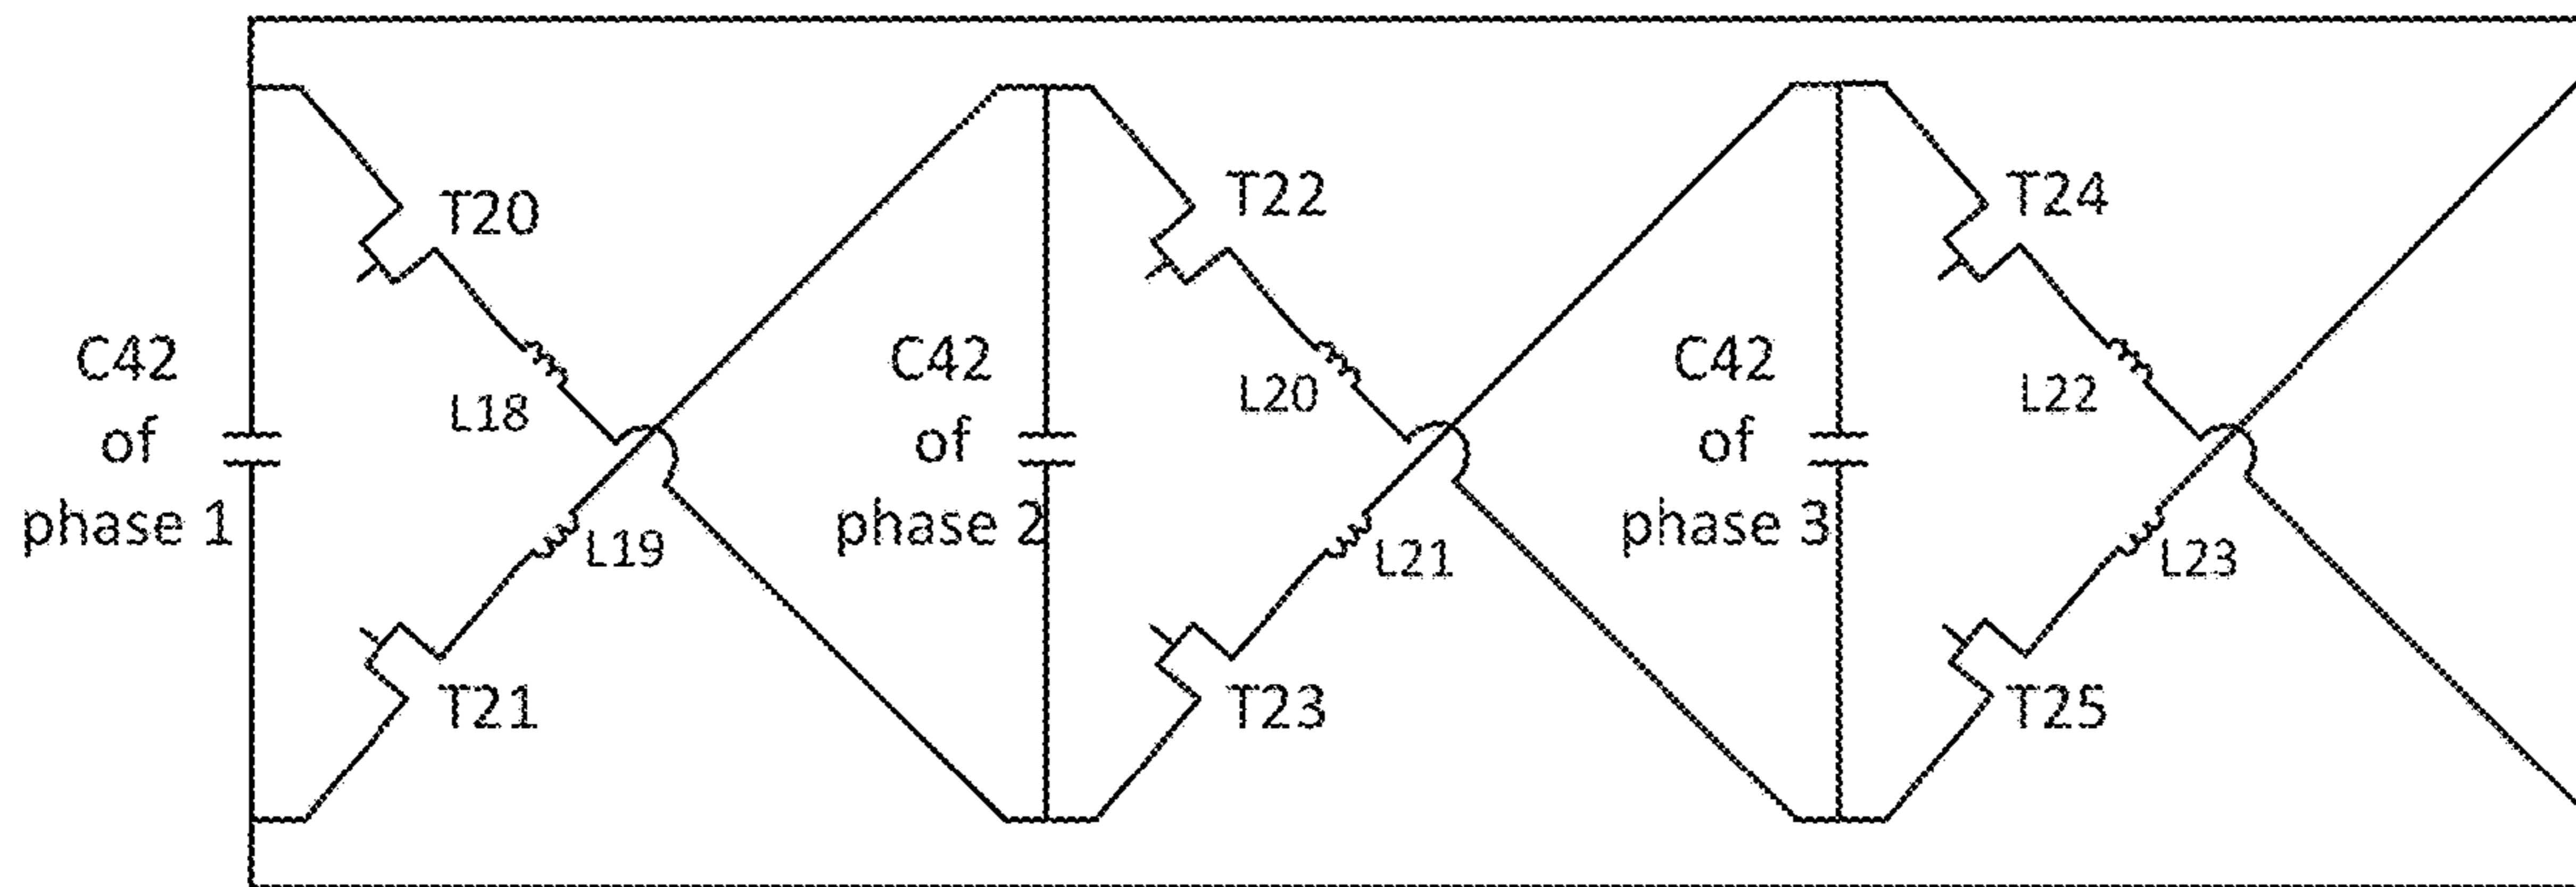 T20
T22
T24
C42
of
phase 1
L18
L19
C42
of
phase 2
L20
L21
C42
of
phase 3
L22
L23
T21
T23
T25